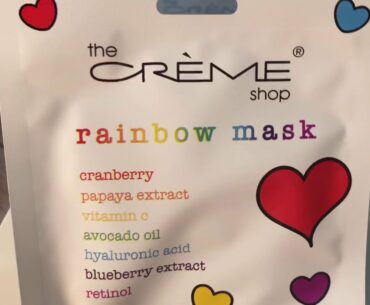 the
CRÈME®
shop
rainbow mask
cranberry
papaya extract
vitamin c
avocado oil
hyaluronic acid
blueberry extract
retinol